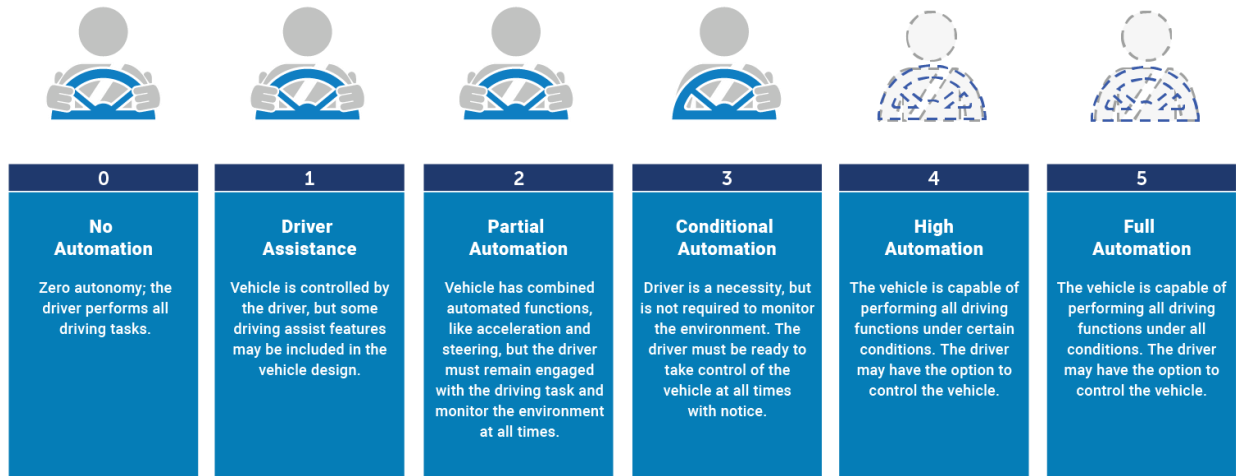 0
No
Automation
Zero autonomy; the
driver performs all
driving tasks.
1
Driver
Assistance
Vehicle is controlled by
the driver, but some
driving assist features
may be included in the
vehicle design.
2
Partial
Automation
Vehicle has combined
automated functions,
like acceleration and
steering, but the driver
must remain engaged
with the driving task and
monitor the environment
at all times.
3
Conditional
Automation
Driver is a necessity, but
is not required to monitor
the environment. The
driver must be ready to
take control of the
vehicle at all times
with notice.
4
High
Automation
The vehicle is capable of
performing all driving
functions under certain
conditions. The driver
may have the option to
control the vehicle.
5
Full
Automation
The vehicle is capable of
performing all driving
functions under all
conditions. The driver
may have the option to
control the vehicle.